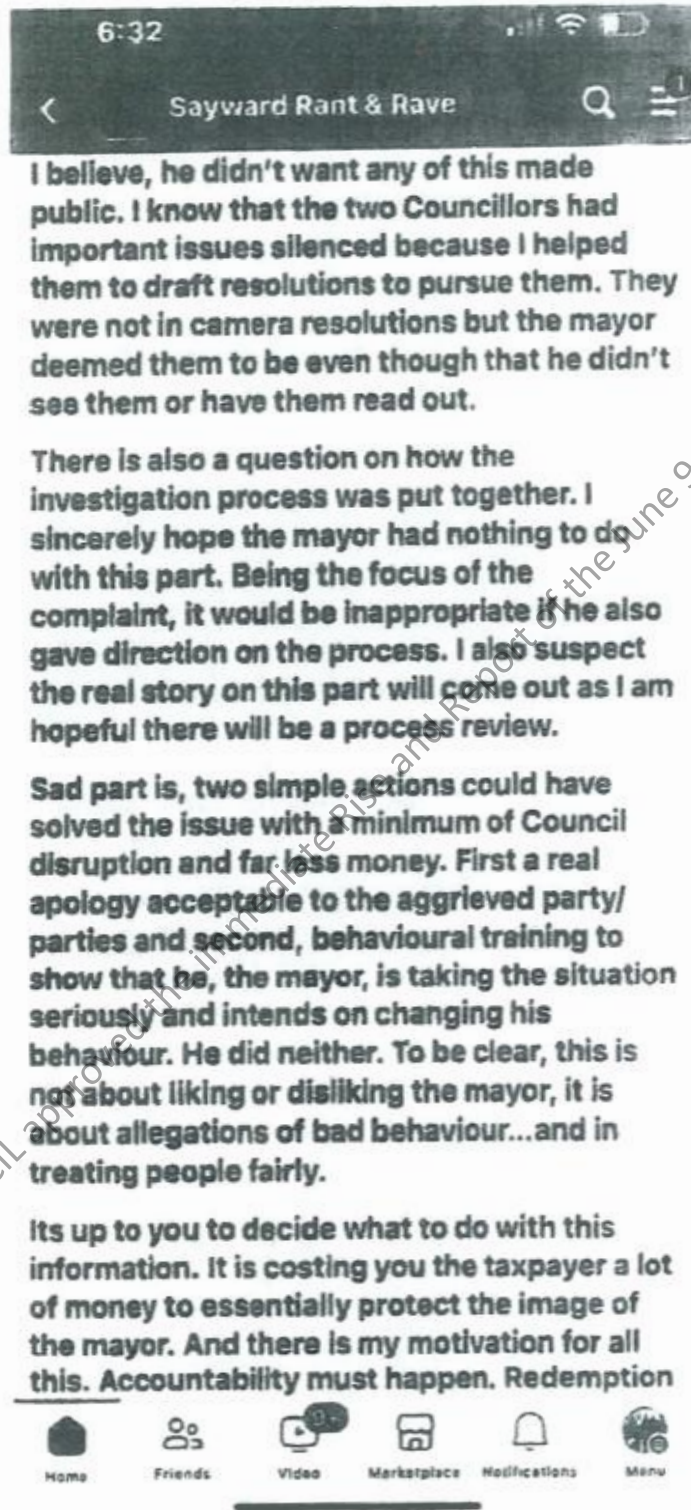 6:32
Sayward Rant & Rave
1
I believe, he didn't want any of this made
public. I know that the two Councillors had
important issues silenced because I helped
them to draft resolutions to pursue them. They
were not in camera resolutions but the mayor
deemed them to be even though that he didn't
see them or have them read out.
There is also a question on how the
investigation process was put together. I
sincerely hope the mayor had nothing to do
with this part. Being the focus of the
complaint, it would be inappropriate if he also
gave direction on the process. I also suspect
the real story on this part will come out as I am
hopeful there will be a process review.
Sad part is, two simple actions could have
solved the issue with a minimum of Council
disruption and far less money. First a real
apology acceptable to the aggrieved party/
parties and second, behavioural training to
show that he, the mayor, is taking the situation
seriously and intends on changing his
behaviour. He did neither. To be clear, this is
not about liking or disliking the mayor, it is
about allegations of bad behaviour...and in
treating people fairly.
Its up to you to decide what to do with this
information. It is costing you the taxpayer a lot
of money to essentially protect the image of
the mayor. And there is my motivation for all
this. Accountability must happen. Redemption
9+
Home Friends Video Marketplace Notifications Menu
approved the immediate Rise and Report of the June 9